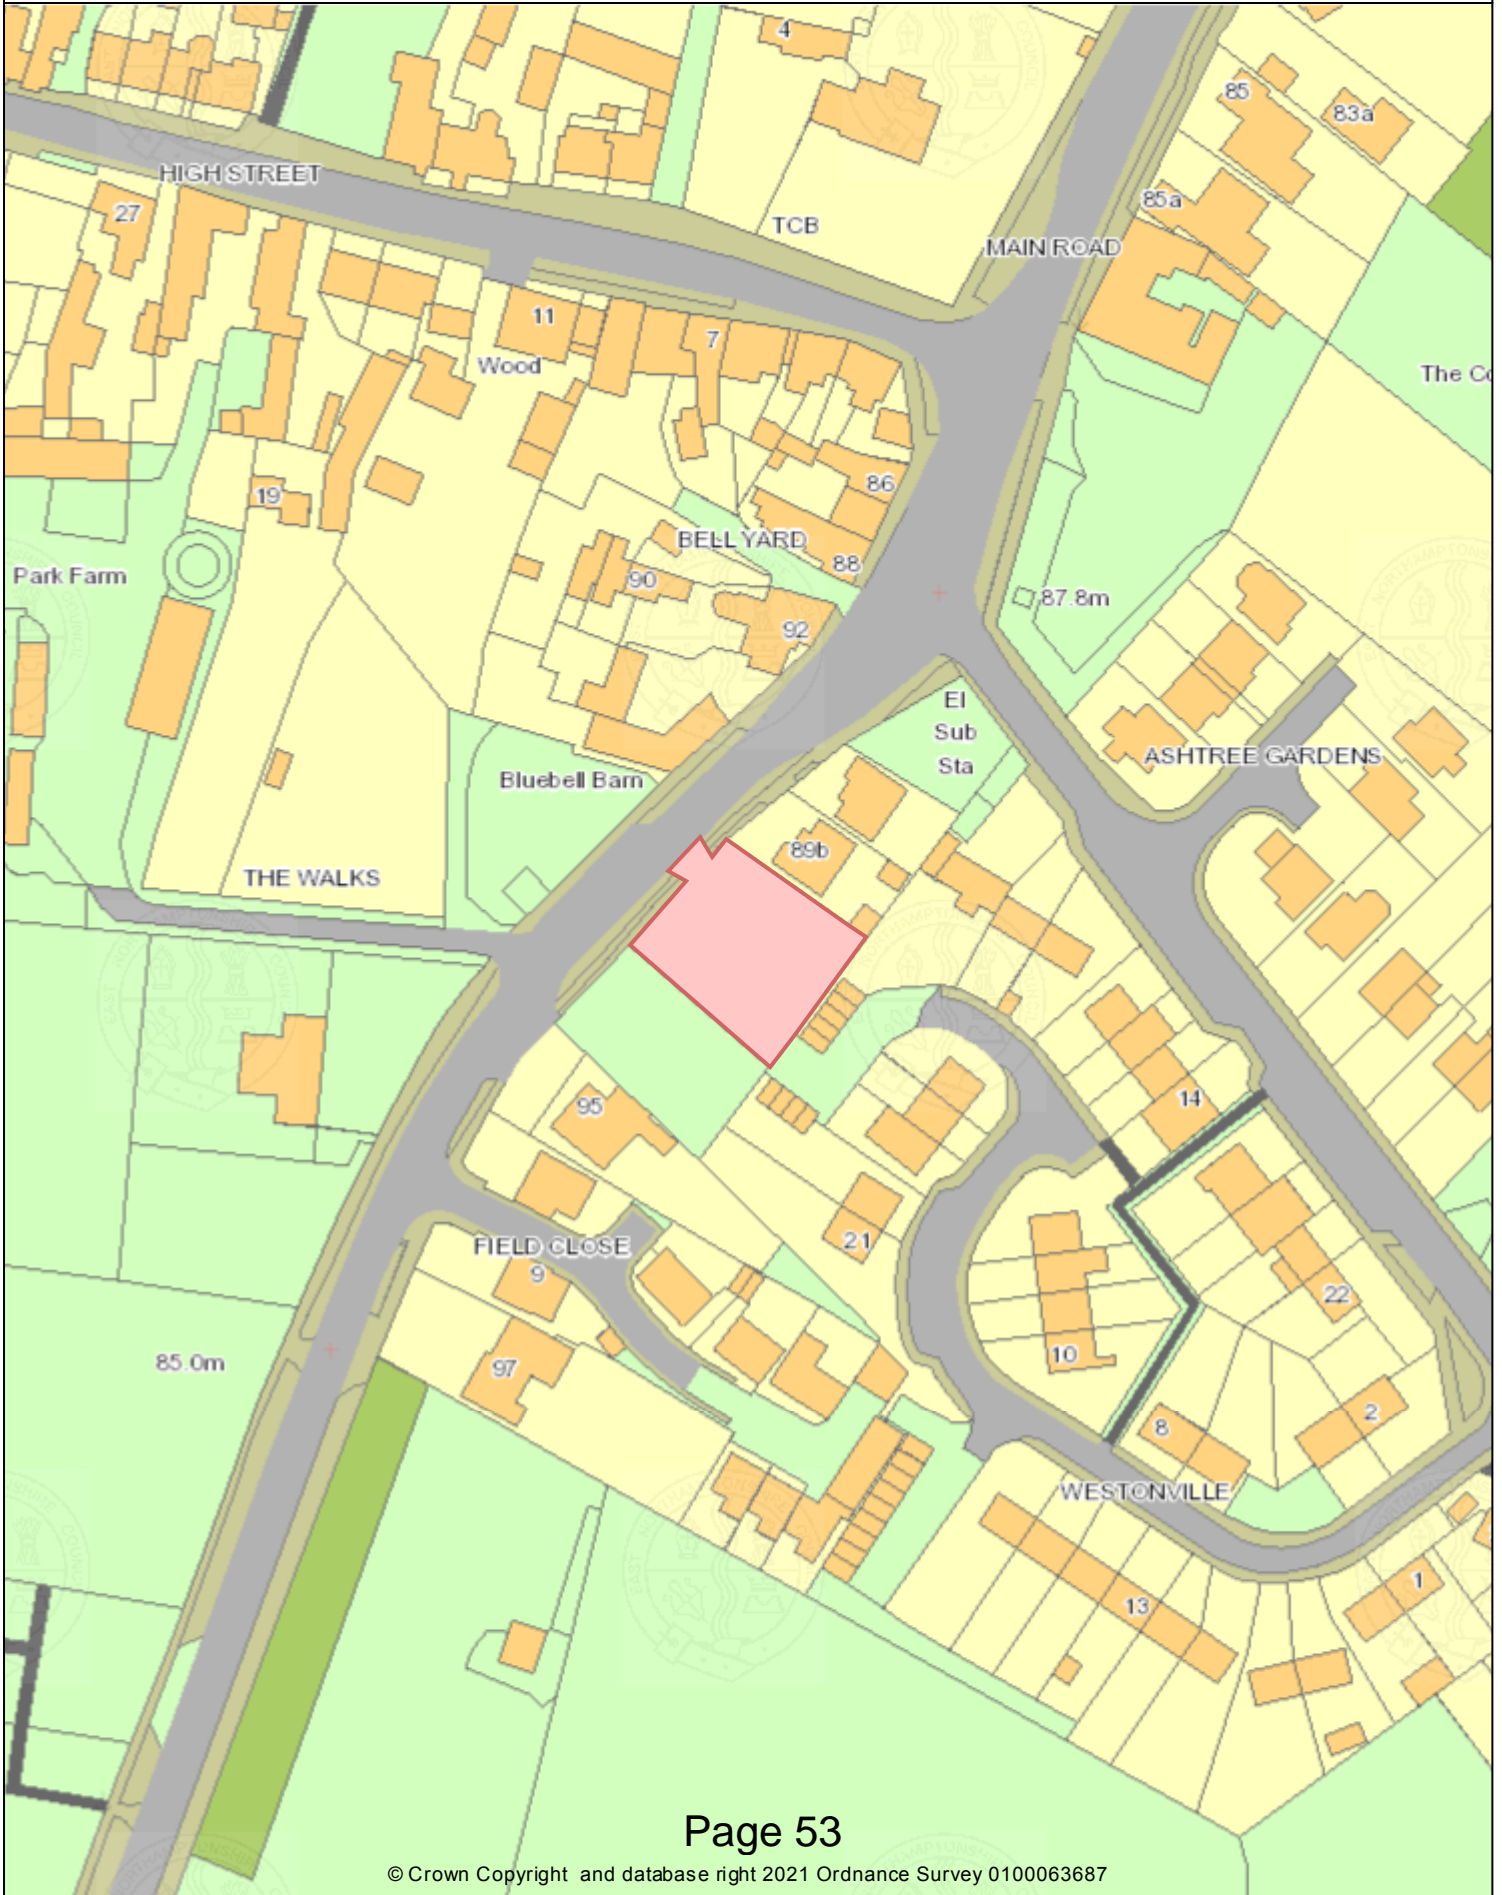 4
85
83a
HIGH STREET
85a
27
TCB
MAIN ROAD
11
7
Wood
86
19
BELL YARD
88
Park Farm
90
87.8m
92
El
Sub
Sta
ASHTREE GARDENS
Bluebell Barn
89b
THE WALKS
14
95
21
FIELD CLOSE
9
22
85.0m
97
10
2
8
WESTONVILLE
1
13
Page 53
© Crown Copyright and database right 2021 Ordnance Survey 0100063687